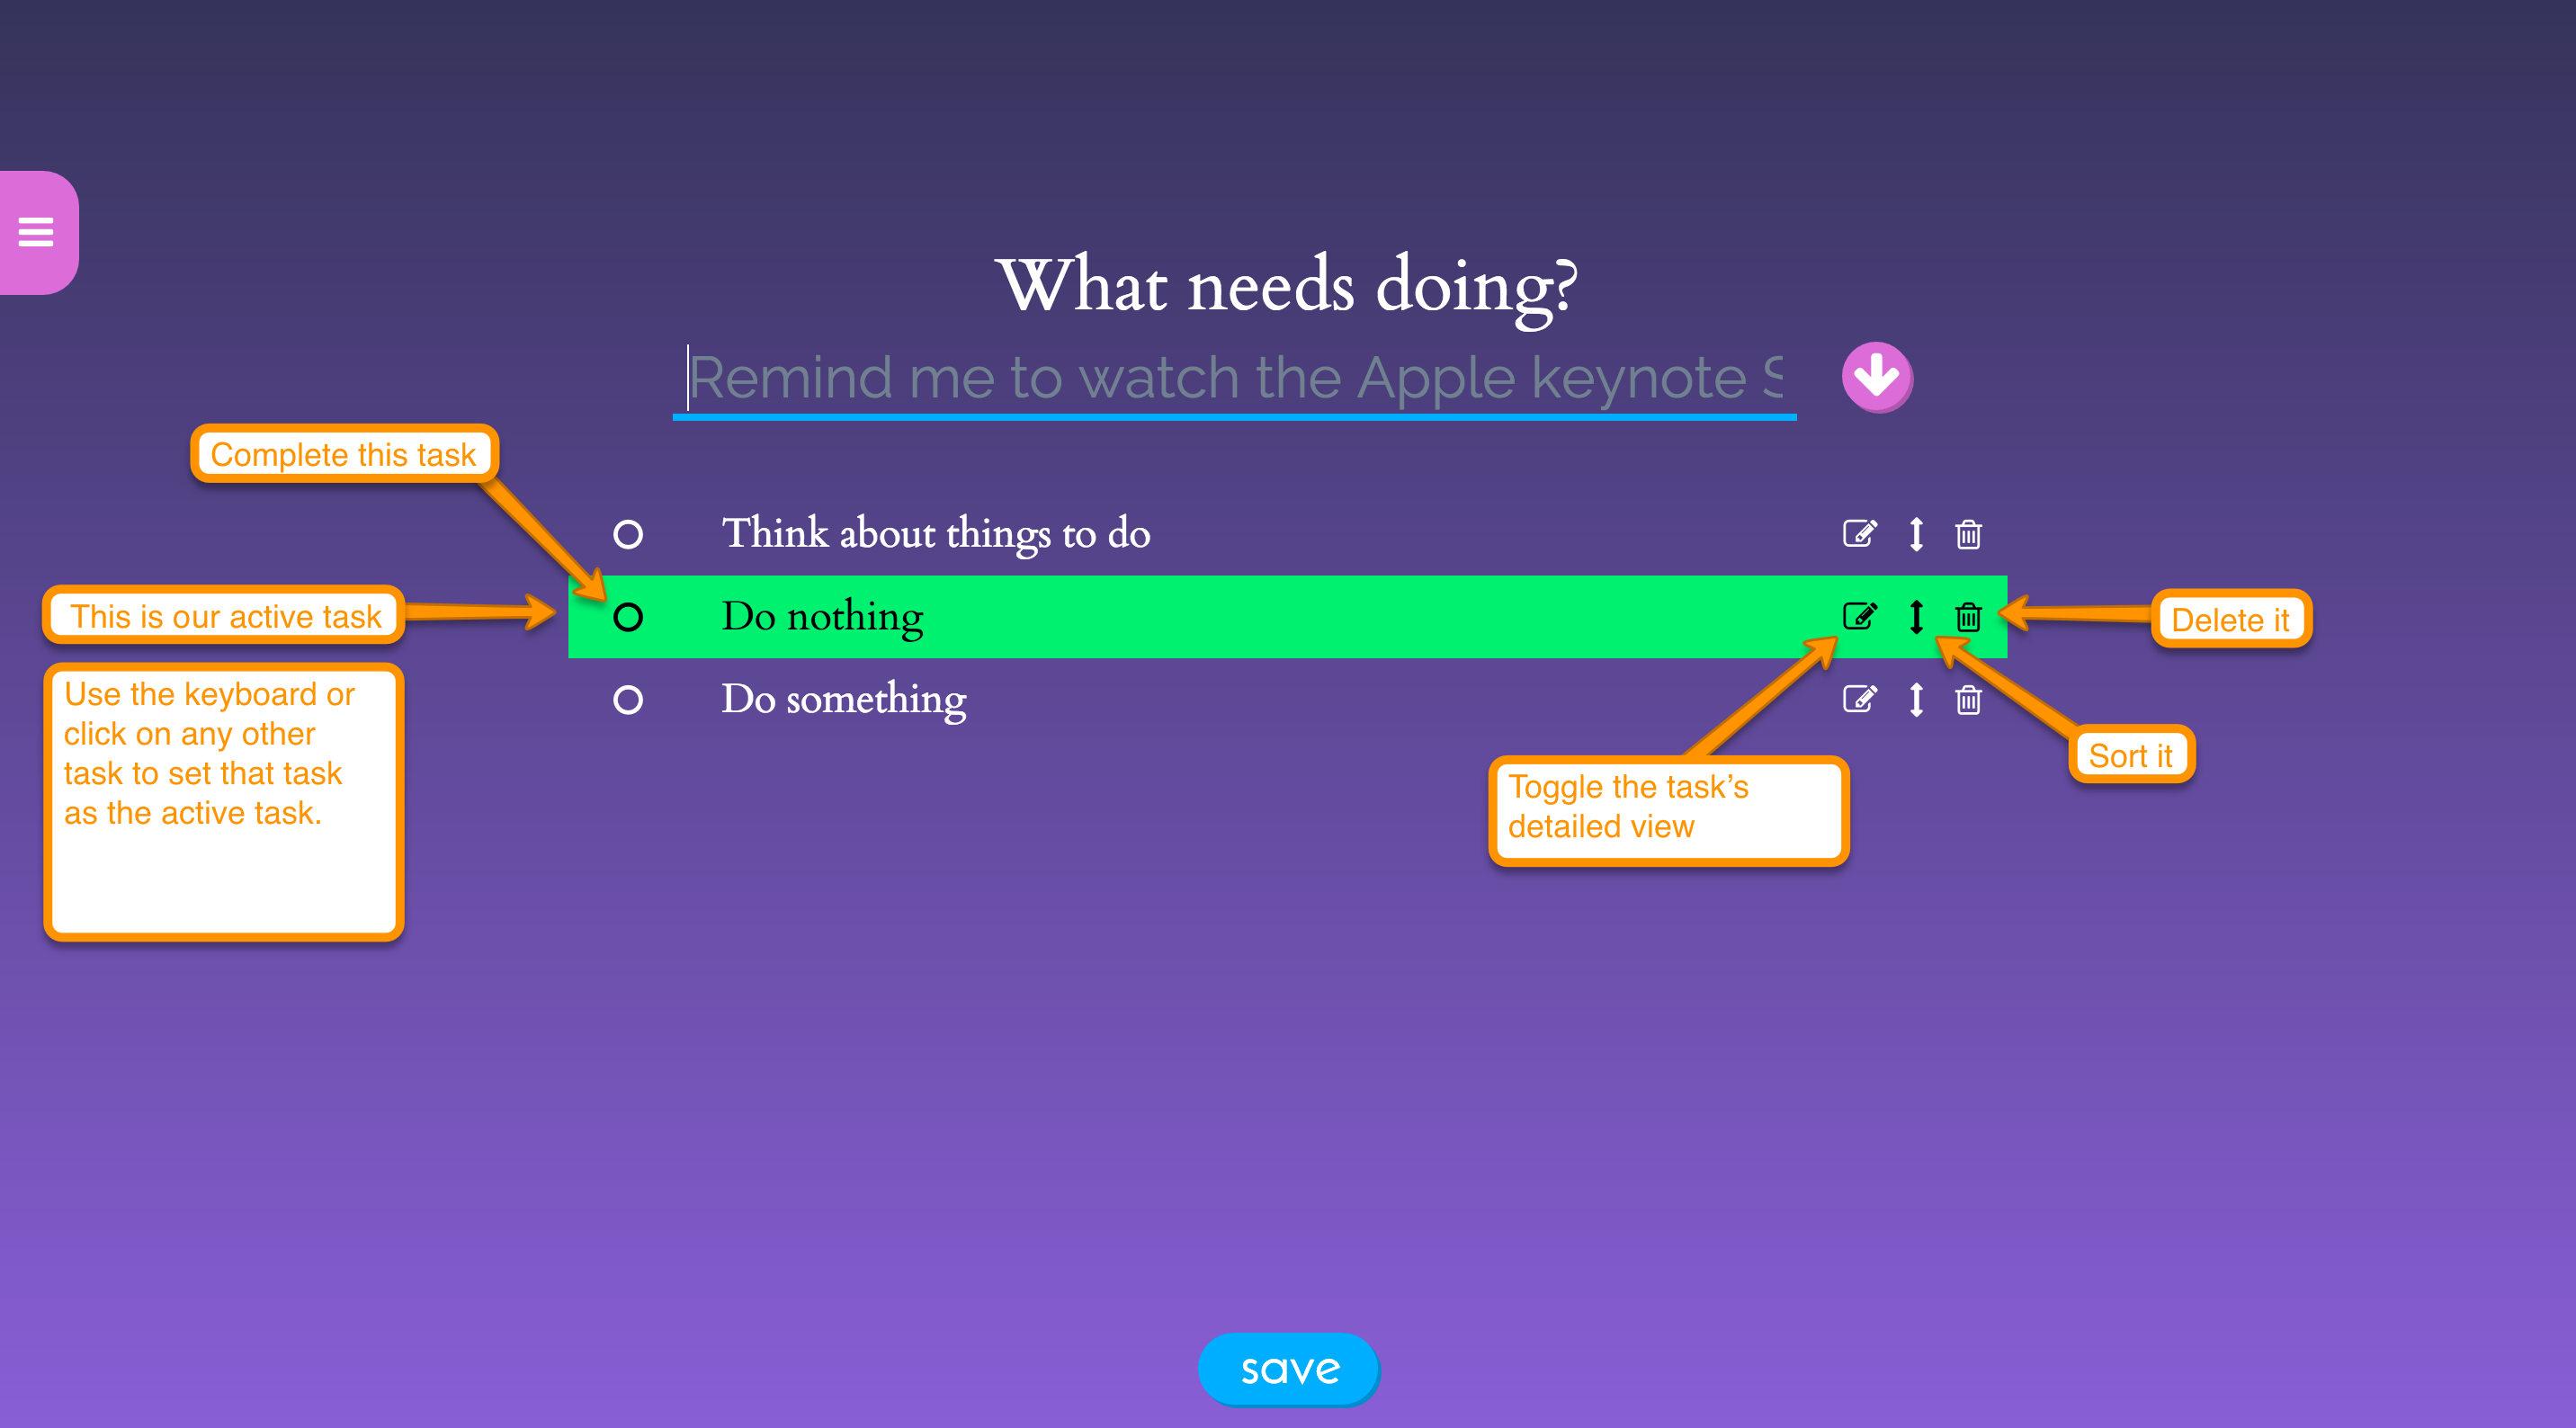 What needs doing?
Remind me to watch the Apple keynote S
Complete this task
Think about things to do
This is our active task
Do nothing
Delete it
Use the keyboard or
click on any other
task to set that task
as the active task.
Do something
Sort it
Toggle the task’s
detailed view
save